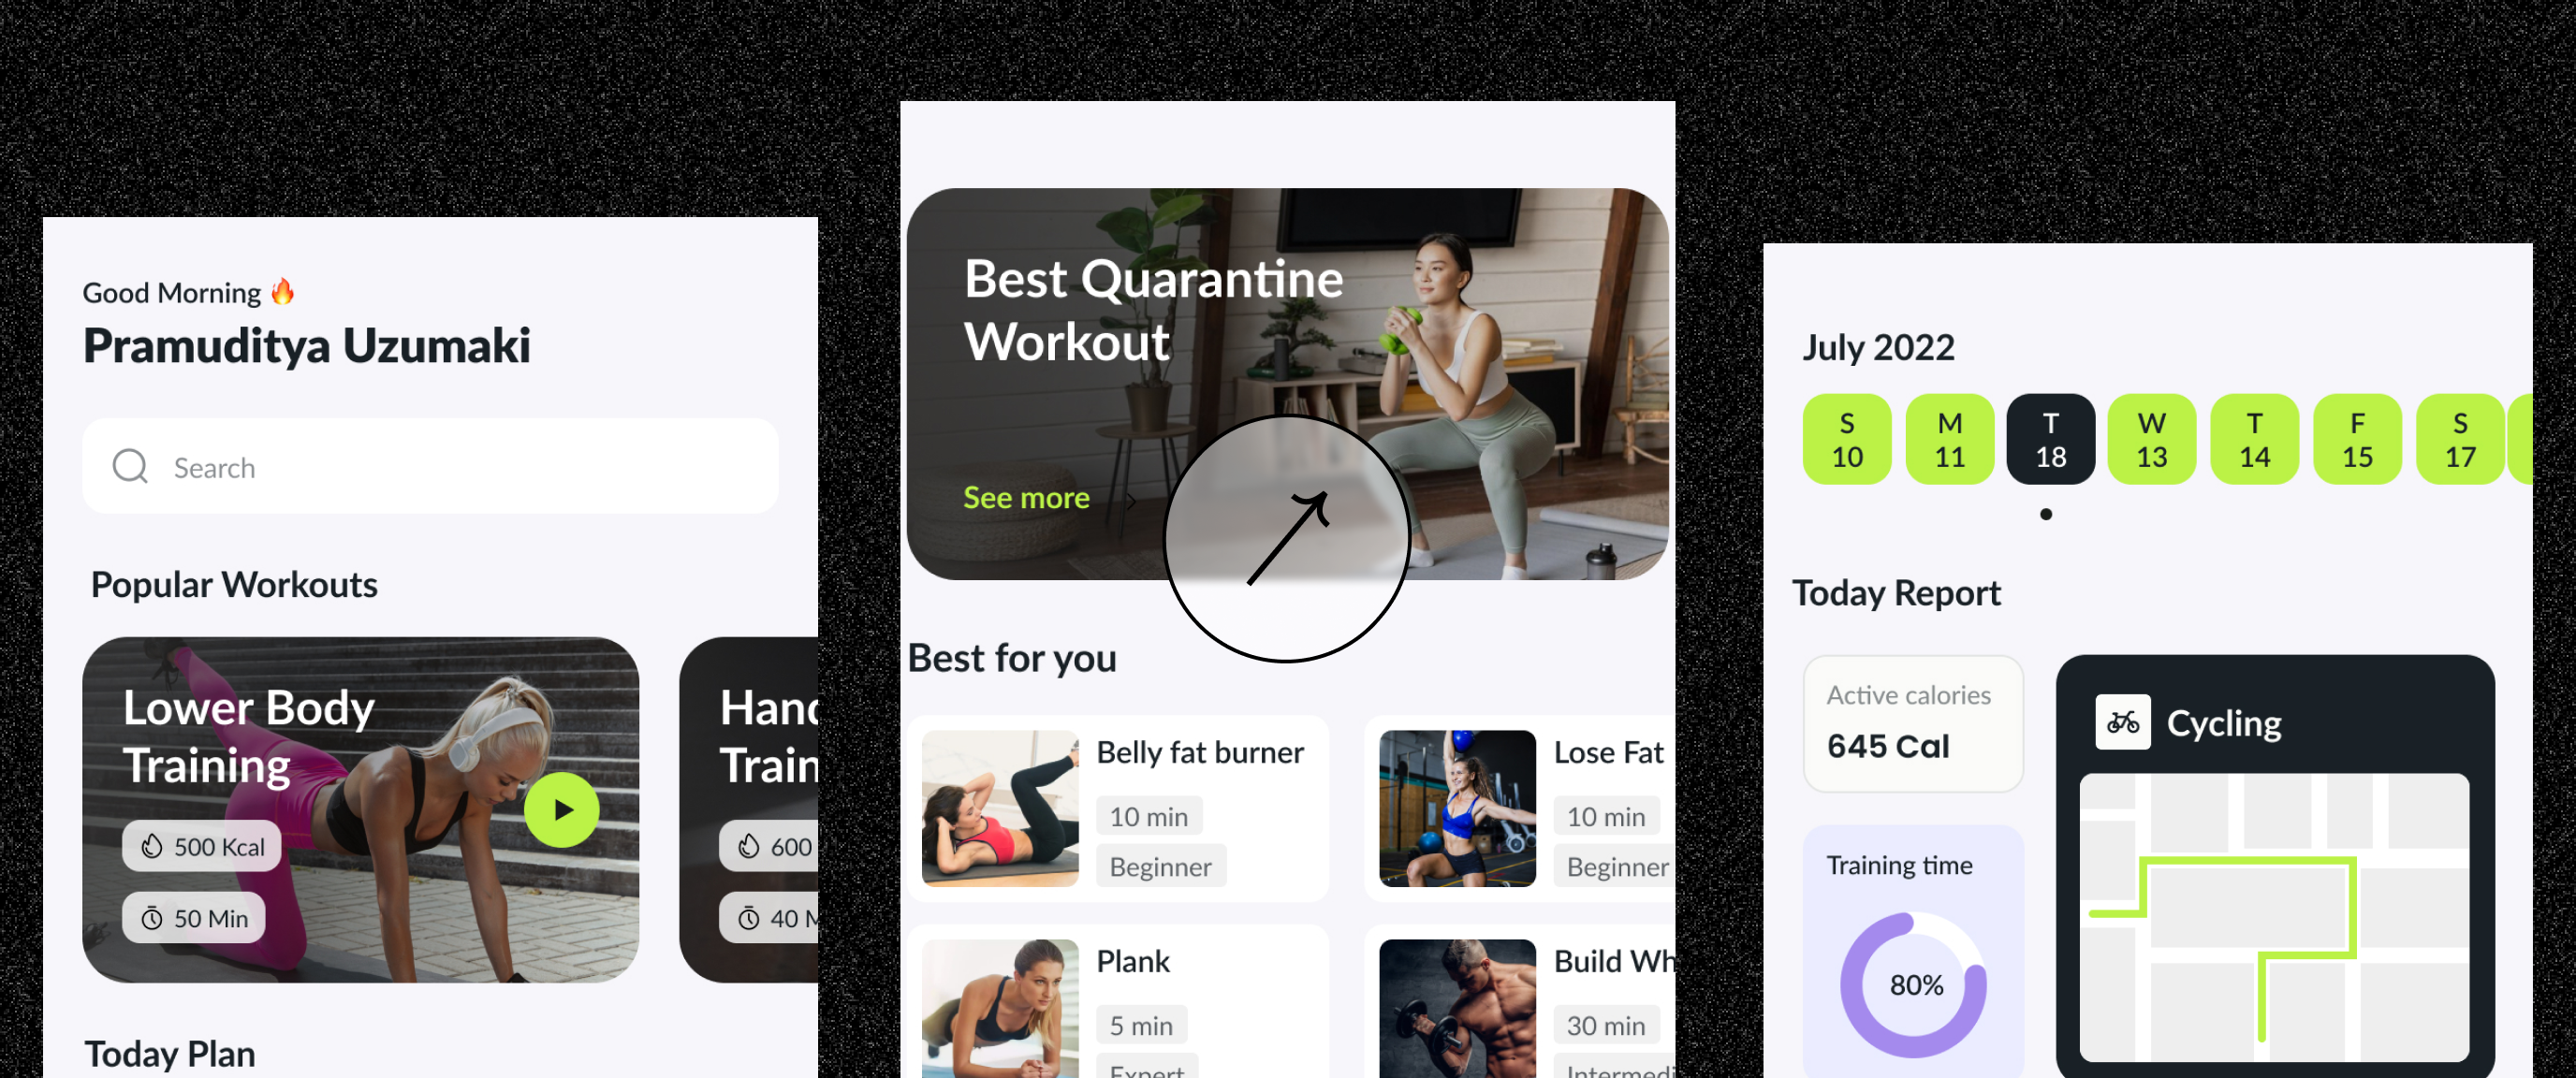 Good Morning 🔥
Pramuditya Uzumaki
Search
Popular Workouts
Lower Body
Training
500 Kcal
50 Min
Hand
Train
600
40 M
Today Plan
Best Quarantine
Workout
See more
Best for you
Belly fat burner
10 min
Beginner
Lose Fat
10 min
Beginner
Plank
5 min
Expert
Build Wh
30 min
Intermedi
July 2022
S M T W T F S
10 11 18 13 14 15 17
Today Report
Active calories
645 Cal
Training time
80%
Cycling